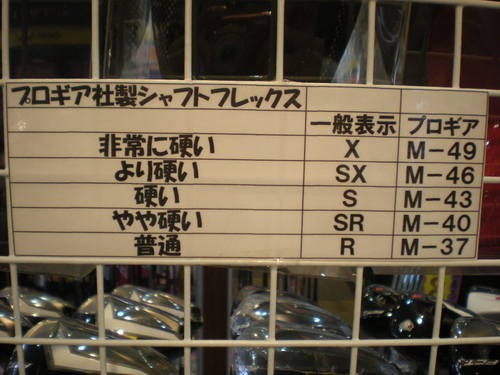 プロギア社製シャフトフレックス
一般表示 プロギア
非常に硬い X M-49
より硬い SX M-46
硬い S M-43
やや硬い SR M-40
普通 R M-37